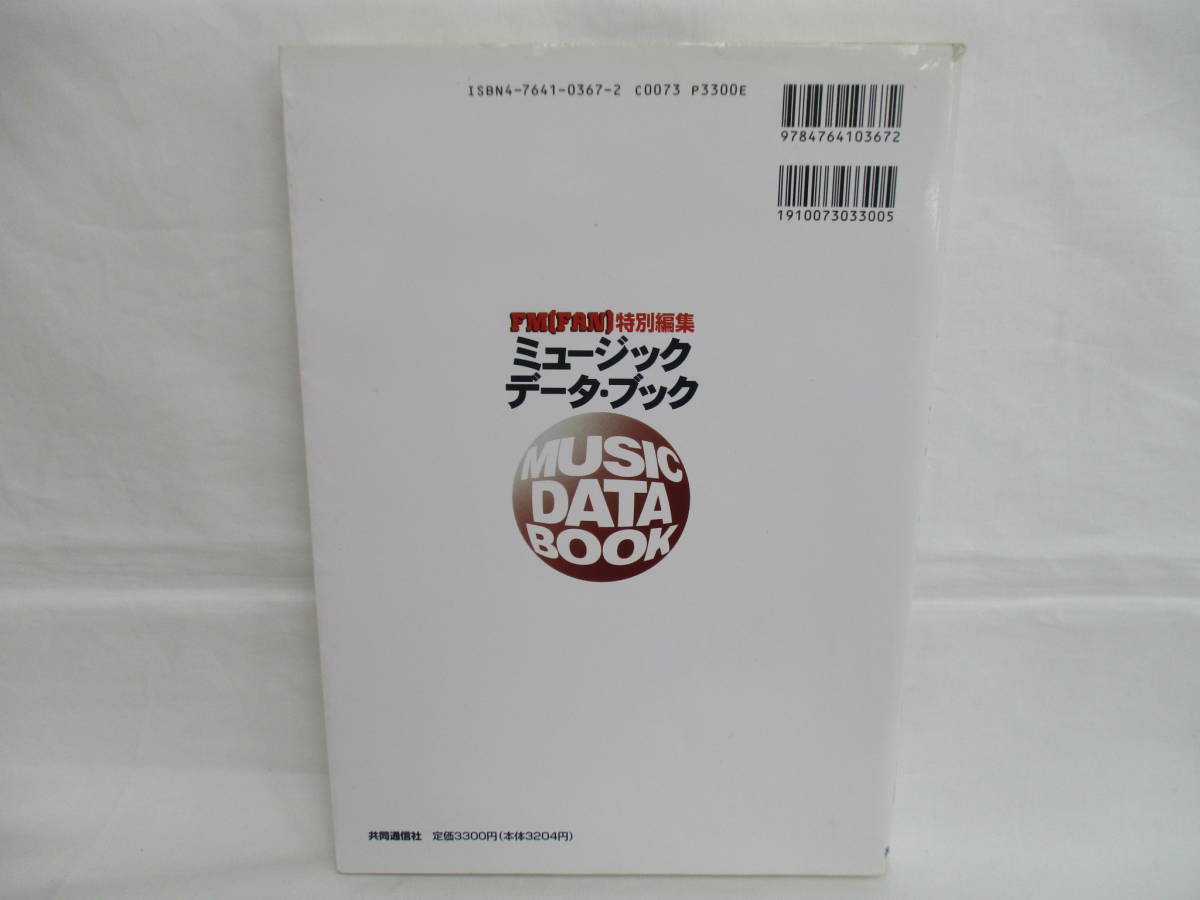 ISBN4-7641-0367-2 C0073 P3300E
9784764103672
1910073033005
FM(FAN)特別編集
ミュージック
データ・ブック
MUSIC
DATA
BOOK
共同通信社 定価3300円(本体3204円)